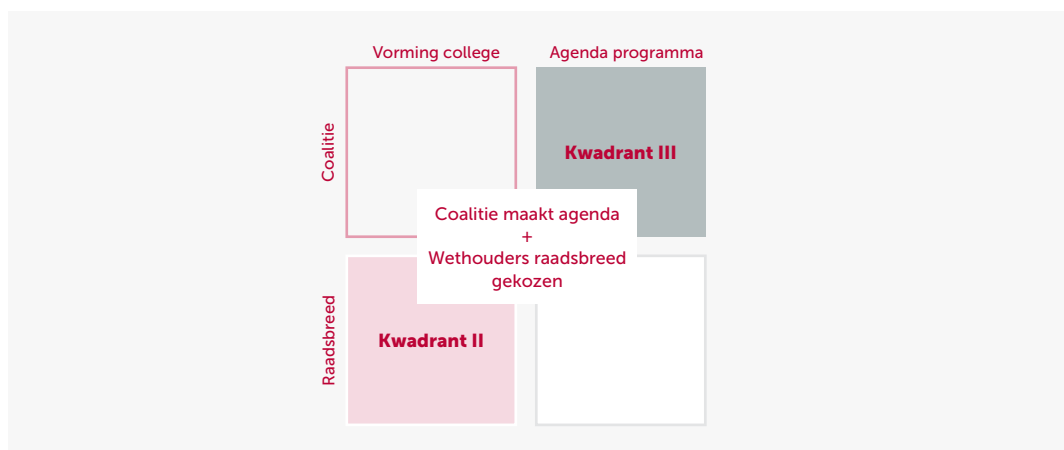 Vorming college
Agenda programma
Coalitie
Kwadrant III
Coalitie maakt agenda
+
Wethouders raadsbreed
gekozen
Raadsbreed
Kwadrant II